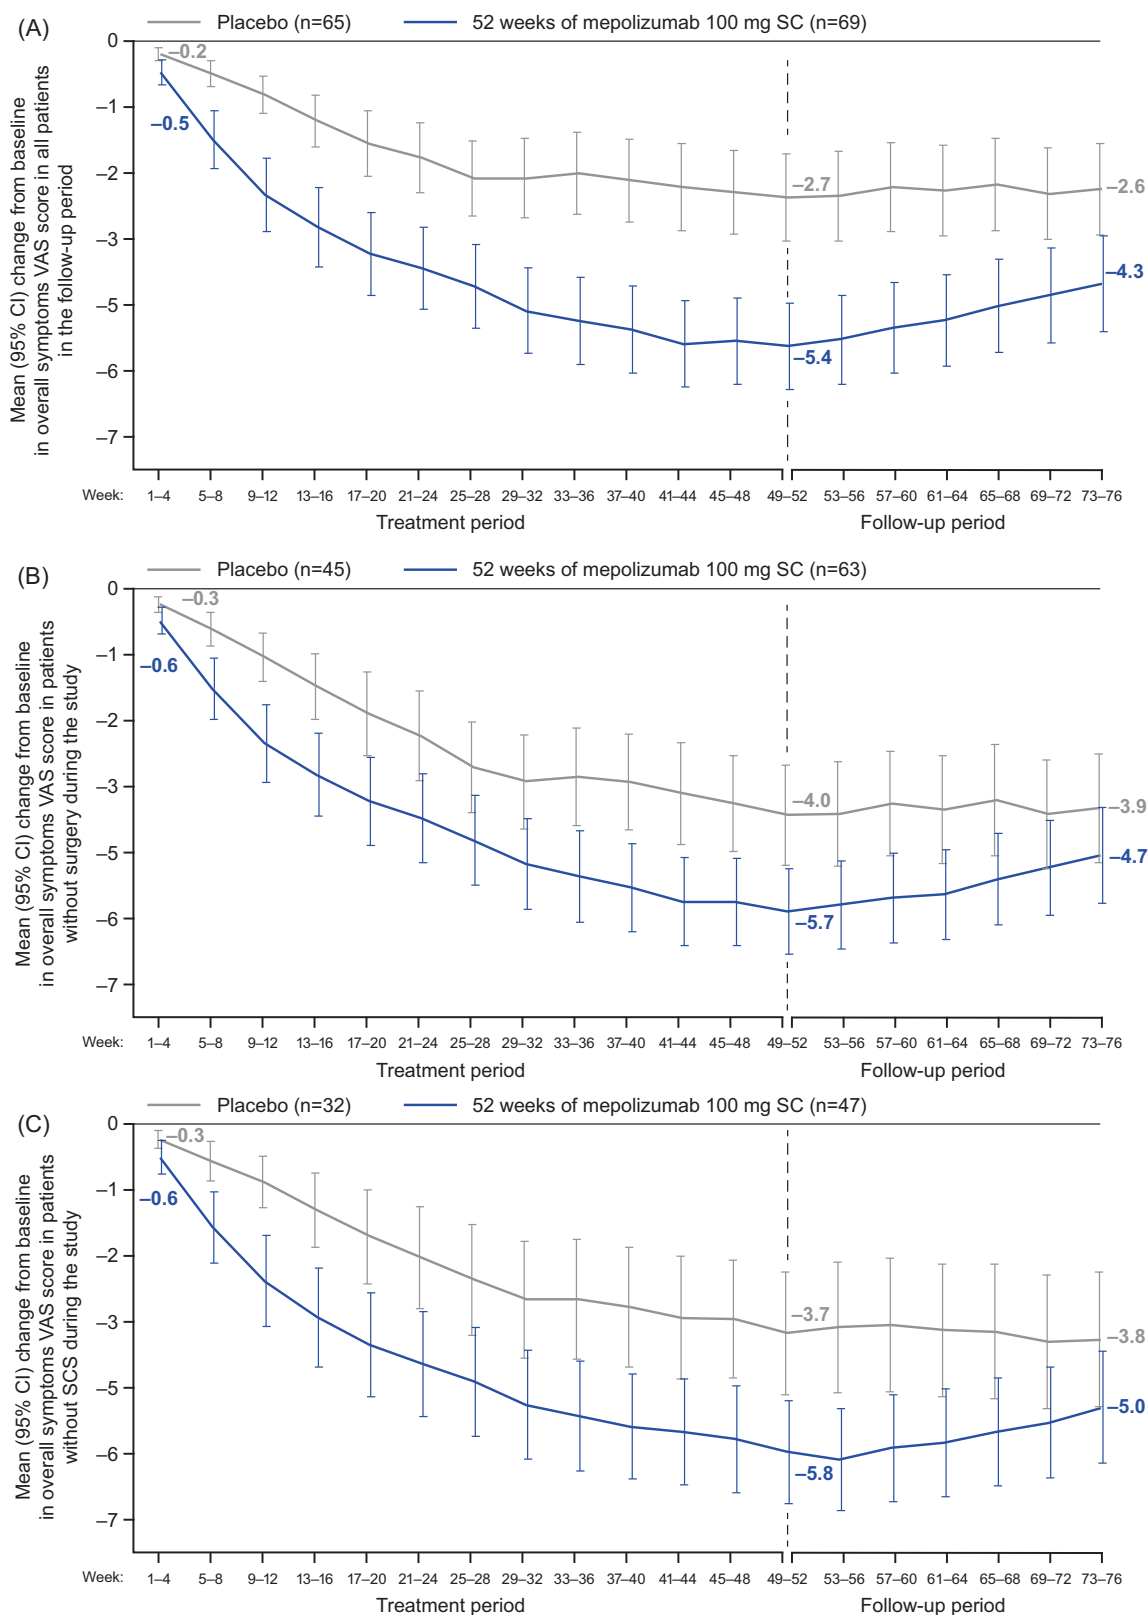 (A)
Placebo (n=65)
52 weeks of mepolizumab 100 mg SC (n=69)
Mean (95% CI) change from baseline
in overall symptoms VAS score in all patients
in the follow-up period
0
–1
–2
–3
–5
–6
–7
–0.2
–0.5
–2.7
–5.4
–2.6
–4.3
Week:
1–4 5–8 9–12 13–16 17–20 21–24 25–28 29–32 33–36 37–40 41–44 45–48 49–52 53–56 57–60 61–64 65–68 69–72 73–76
Treatment period
Follow-up period
(B)
Placebo (n=45)
52 weeks of mepolizumab 100 mg SC (n=63)
Mean (95% CI) change from baseline
in overall symptoms VAS score in patients
without surgery during the study
0
–1
–2
–3
–5
–6
–7
–0.3
–0.6
–4.0
–5.7
–3.9
–4.7
Week:
1–4 5–8 9–12 13–16 17–20 21–24 25–28 29–32 33–36 37–40 41–44 45–48 49–52 53–56 57–60 61–64 65–68 69–72 73–76
Treatment period
Follow-up period
(C)
Placebo (n=32)
52 weeks of mepolizumab 100 mg SC (n=47)
Mean (95% CI) change from baseline
in overall symptoms VAS score in patients
without SCS during the study
0
–1
–2
–3
–5
–6
–7
–0.3
–0.6
–3.7
–5.8
–3.8
–5.0
Week:
1–4 5–8 9–12 13–16 17–20 21–24 25–28 29–32 33–36 37–40 41–44 45–48 49–52 53–56 57–60 61–64 65–68 69–72 73–76
Treatment period
Follow-up period